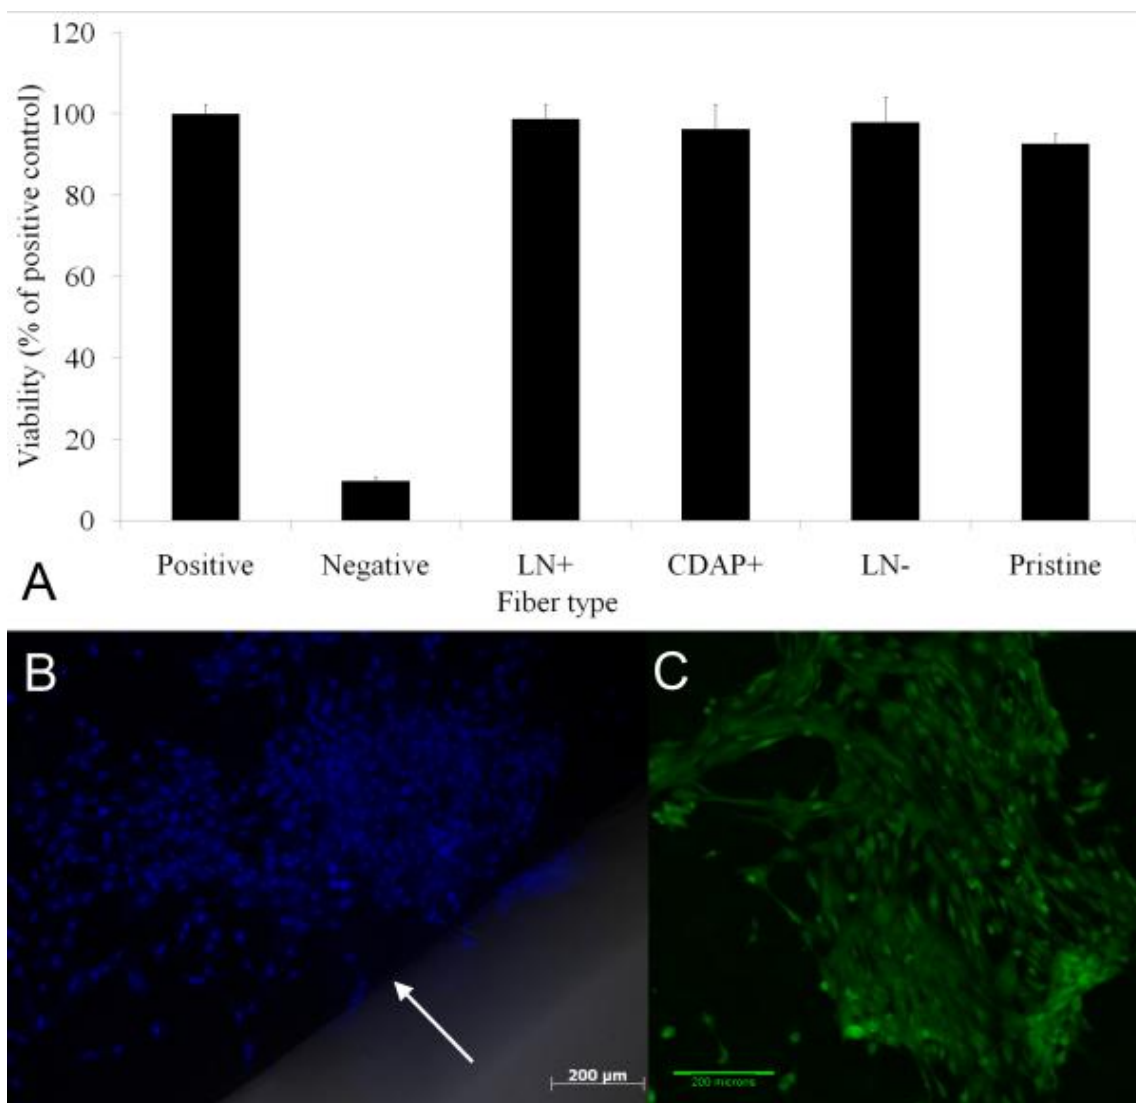 Viability (% of positive control)
120
100
80
60
40
20
0
Positive Negative LN+ CDAP+ LN- Pristine
Fiber type
A
B
C
200 µm
200 microns